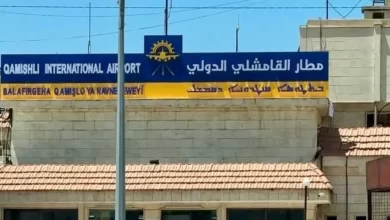 QAMISHLI INTERNATIONAL AIRPORT
مطار القامشلي الدولي
BALAFIRGEHA QAMIŞLO YA NAVNETEWEYÎ